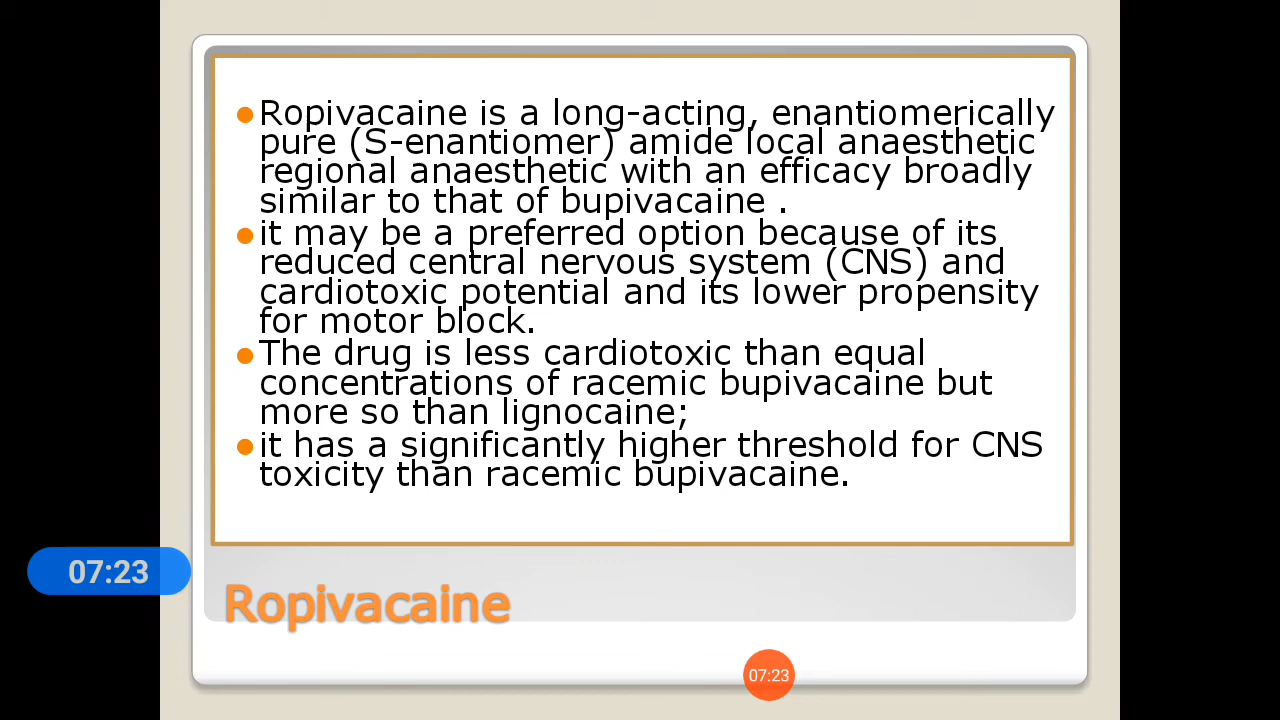 •Ropivacaine is a long-acting, enantiomerically
pure (S-enantiomer) amide local anaesthetic
regional anaesthetic with an efficacy broadly
similar to that of bupivacaine .
•it may be a preferred option because of its
reduced central nervous system (CNS) and
cardiotoxic potential and its lower propensity
for motor block.
•The drug is less cardiotoxic than equal
concentrations of racemic bupivacaine but
more so than lignocaine;
•it has a significantly higher threshold for CNS
toxicity than racemic bupivacaine.
07:23
Ropivacaine
07:23